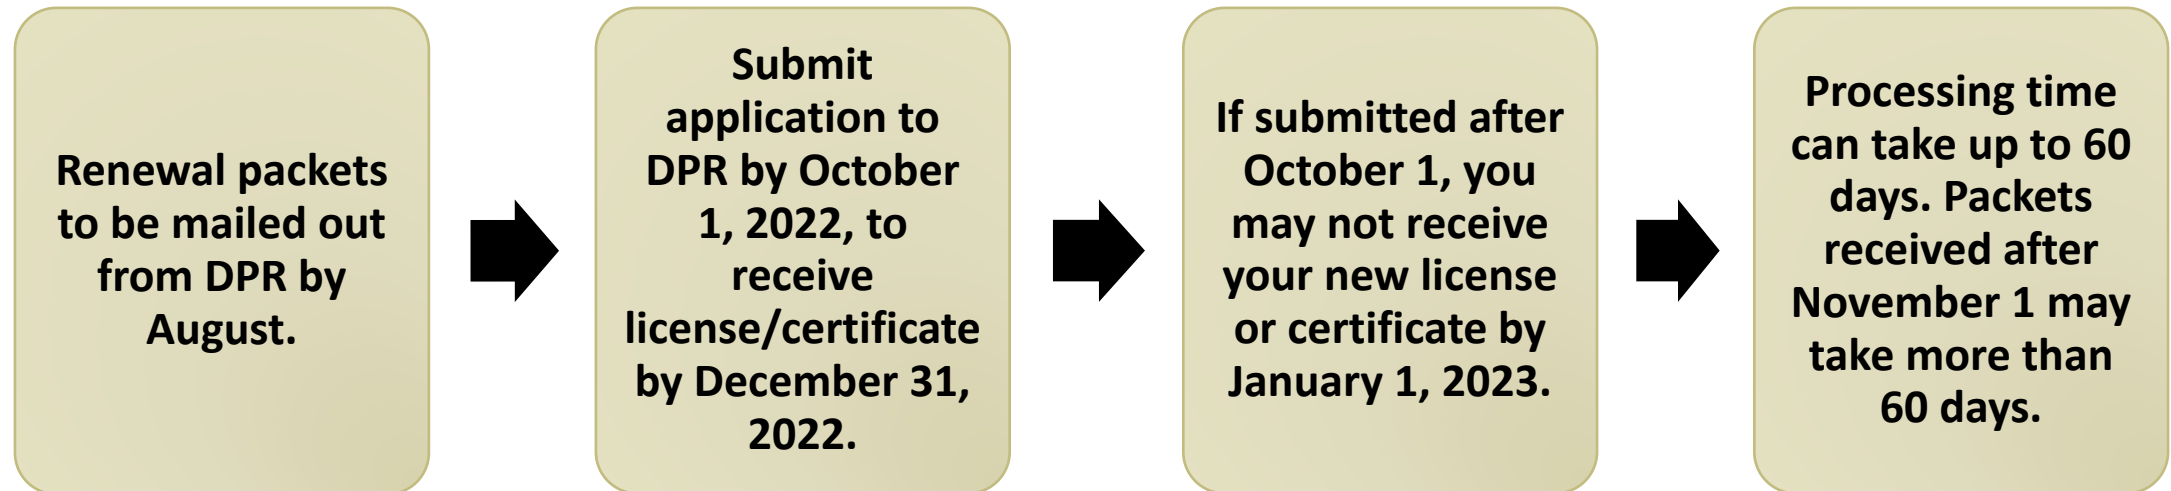 Renewal packets
to be mailed out
from DPR by
August.
Submit
application to
DPR by October
1, 2022, to
receive
license/certificate
by December 31,
2022.
If submitted after
October 1, you
may not receive
your new license
or certificate by
January 1, 2023.
Processing time
can take up to 60
days. Packets
received after
November 1 may
take more than
60 days.